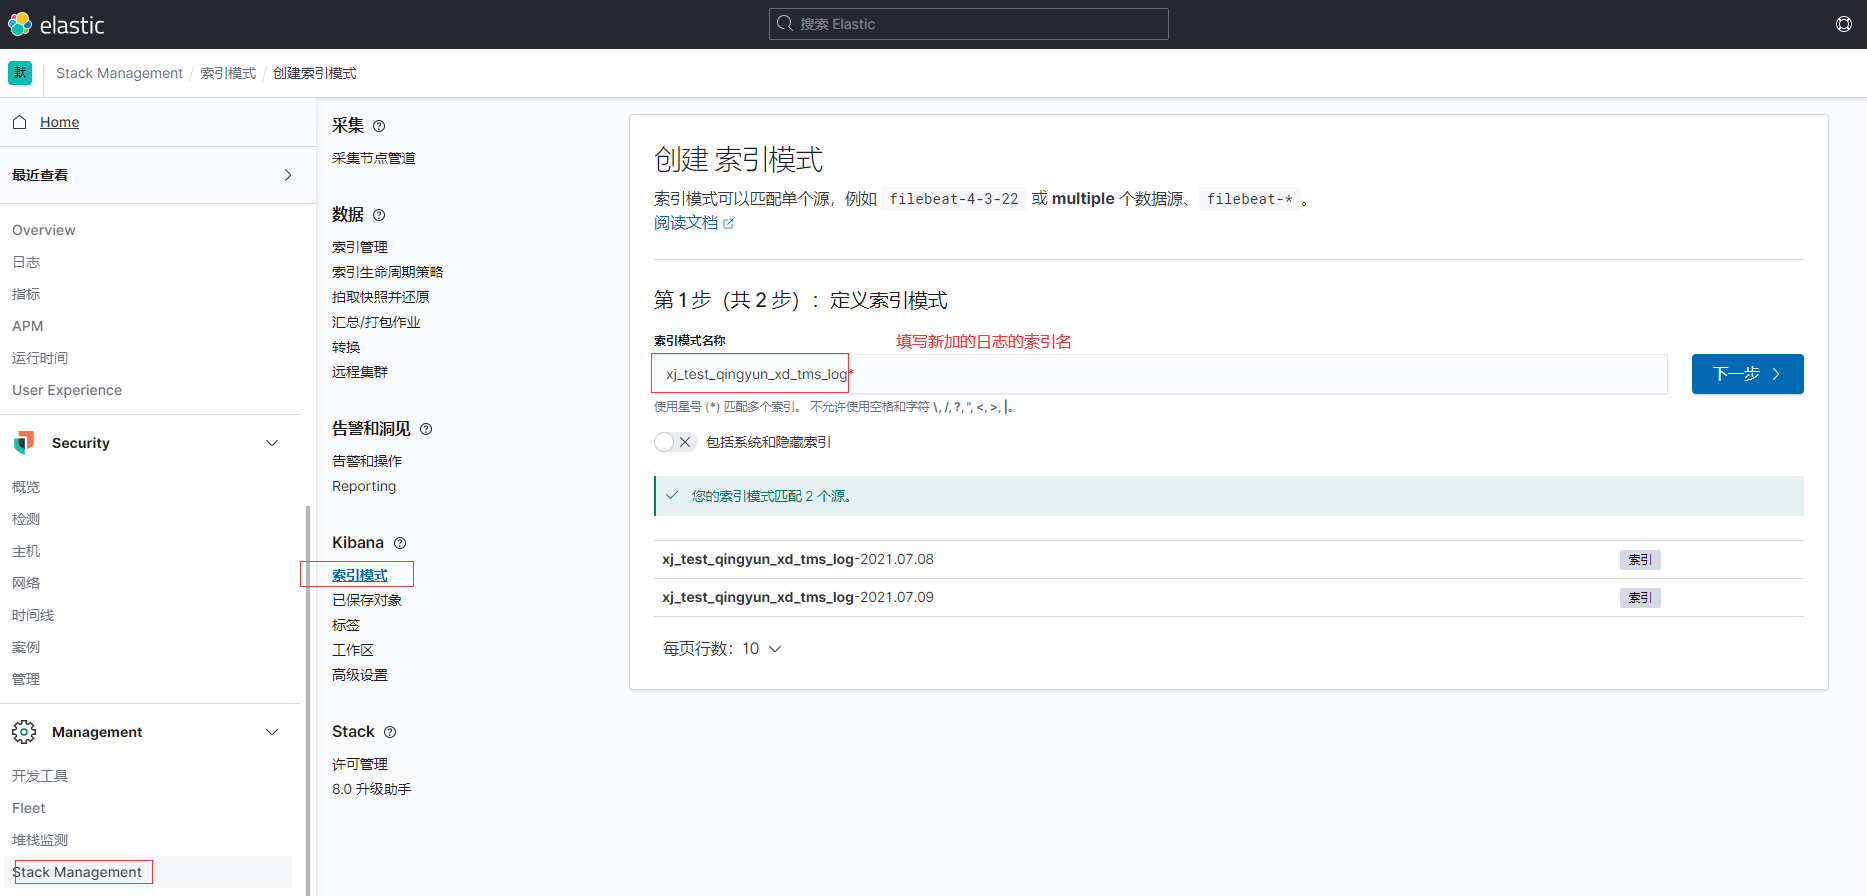 elastic
搜索 Elastic
默
Stack Management / 索引模式 / 创建索引模式
Home
最近查看
Overview
日志
指标
APM
运行时间
User Experience
Security
概览
检测
主机
网络
时间线
案例
管理
Management
开发工具
Fleet
堆栈监测
Stack Management
采集
采集节点管道
数据
索引管理
索引生命周期策略
拍取快照并还原
汇总/打包作业
转换
远程集群
告警和洞见
告警和操作
Reporting
Kibana
索引模式
已保存对象
标签
工作区
高级设置
Stack
许可管理
8.0 升级助手
创建 索引模式
索引模式可以匹配单个源，例如 filebeat-4-3-22 或 multiple 个数据源、 filebeat-* 。
阅读文档
第 1 步（共 2 步）：定义索引模式
索引模式名称
填写新加的日志的索引名
xj_test_qingyun_xd_tms_log*
下一步
使用星号 (*) 匹配多个索引。 不允许使用空格和字符 \, /, ?, ", <, >, |。
包括系统和隐藏索引
您的索引模式匹配 2 个源。
xj_test_qingyun_xd_tms_log-2021.07.08 索引
xj_test_qingyun_xd_tms_log-2021.07.09 索引
每页行数：10